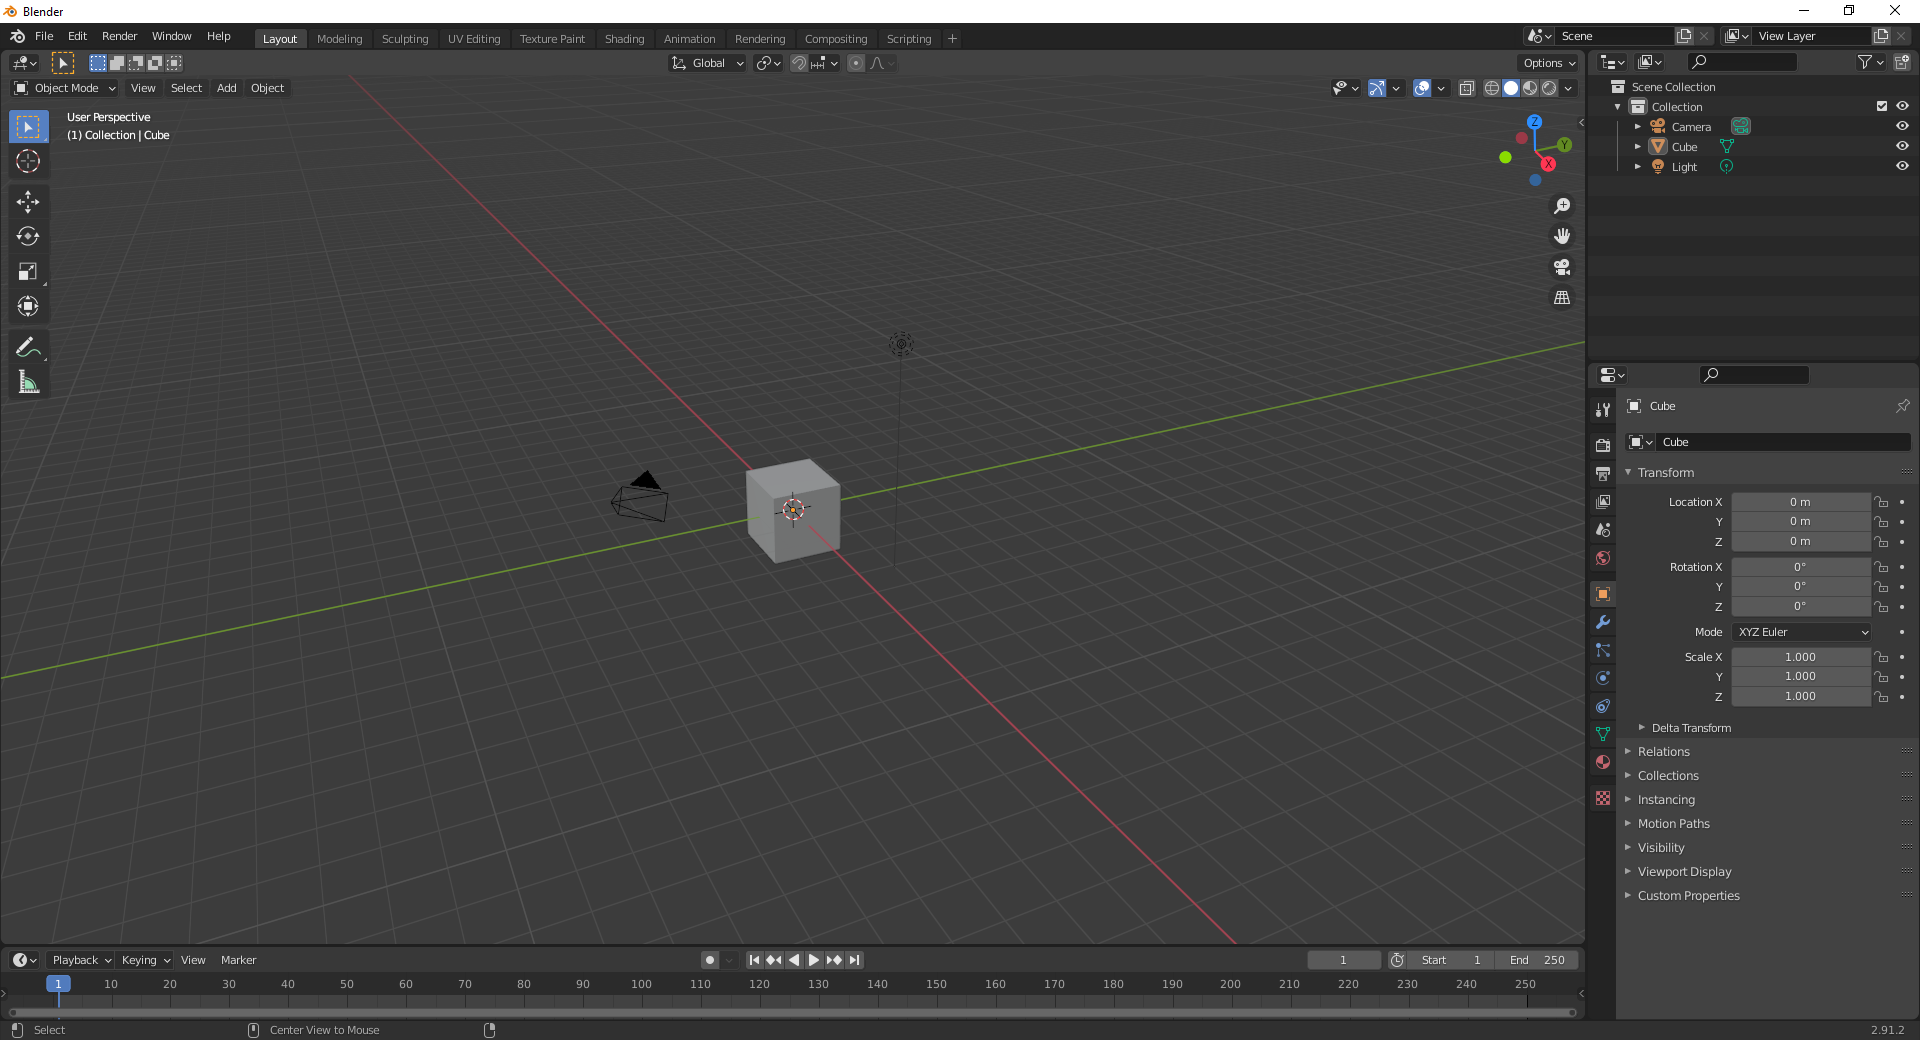 Blender
File Edit Render Window Help Layout Modeling Sculpting UV Editing Texture Paint Shading Animation Rendering Compositing Scripting + Scene View Layer
Global Options
Object Mode View Select Add Object
User Perspective
(1) Collection | Cube
Z
Y
X
Scene Collection
Collection
Camera
Cube
Light
Cube
Cube
Transform
Location X 0 m
Y 0 m
Z 0 m
Rotation X 0°
Y 0°
Z 0°
Mode XYZ Euler
Scale X 1.000
Y 1.000
Z 1.000
Delta Transform
Relations
Collections
Instancing
Motion Paths
Visibility
Viewport Display
Custom Properties
Playback Keying View Marker 1 Start 1 End 250
1 10 20 30 40 50 60 70 80 90 100 110 120 130 140 150 160 170 180 190 200 210 220 230 240 250
Select Center View to Mouse 2.91.2